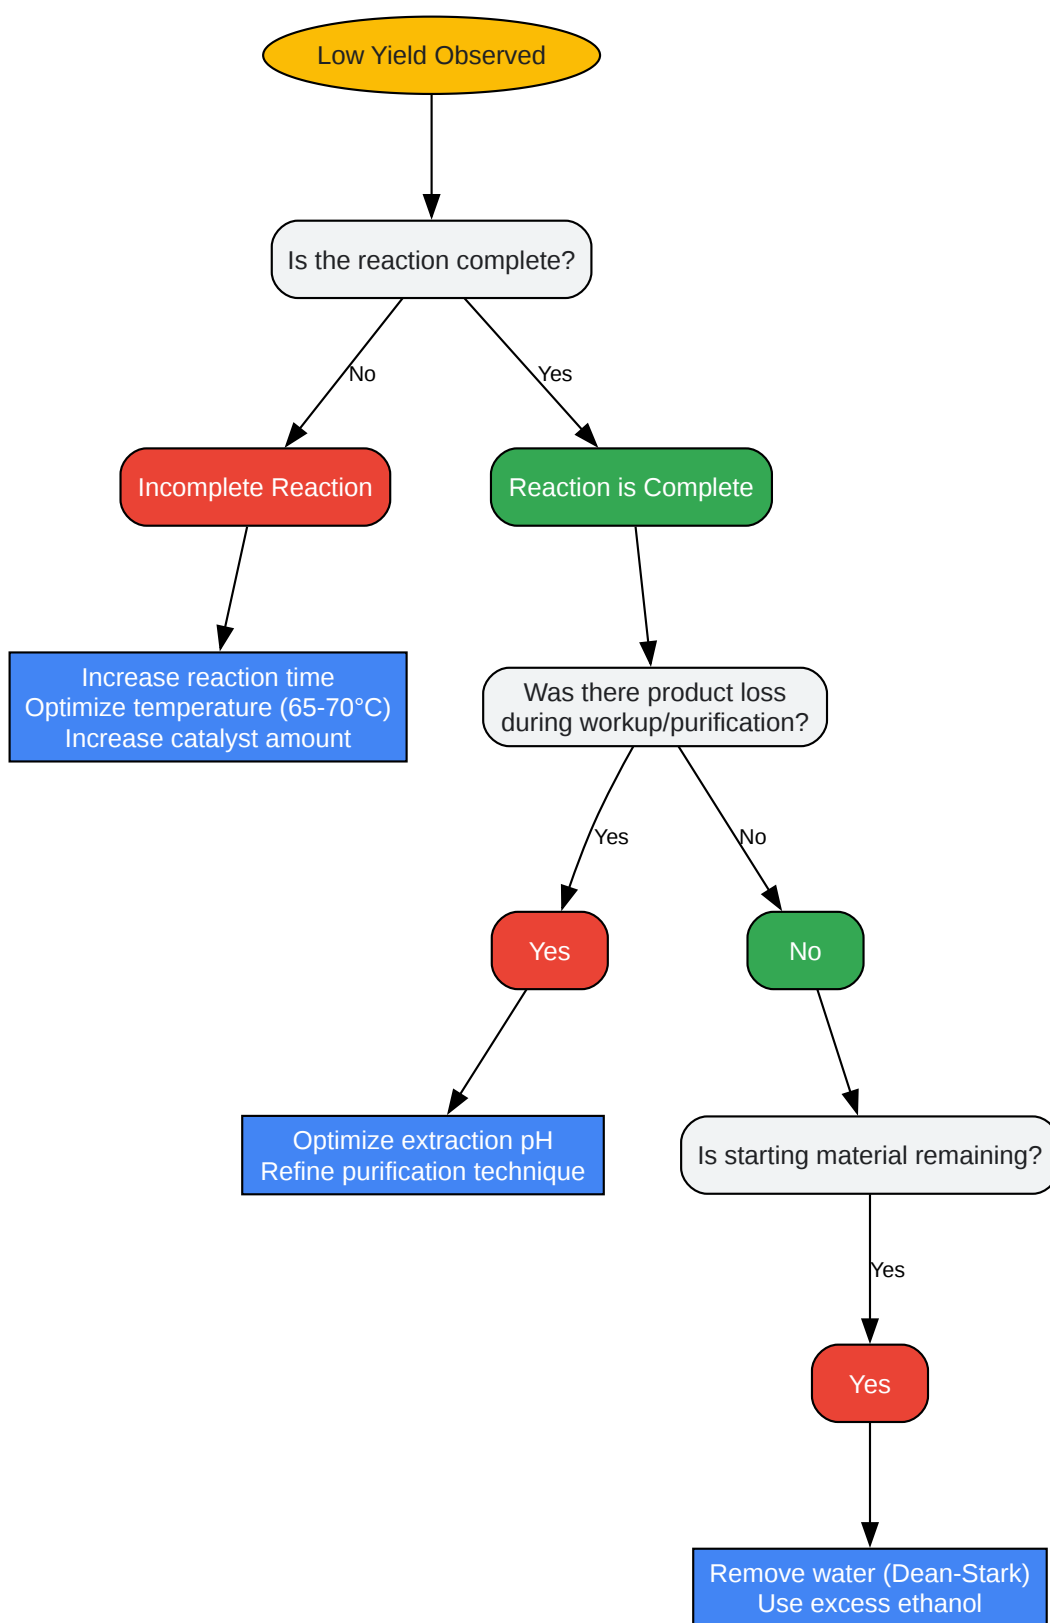 Low Yield Observed
Is the reaction complete?
No
Yes
Incomplete Reaction
Reaction is Complete
Increase reaction time
Optimize temperature (65-70°C)
Increase catalyst amount
Was there product loss
during workup/purification?
Yes
No
Yes
No
Optimize extraction pH
Refine purification technique
Is starting material remaining?
Yes
Yes
Remove water (Dean-Stark)
Use excess ethanol